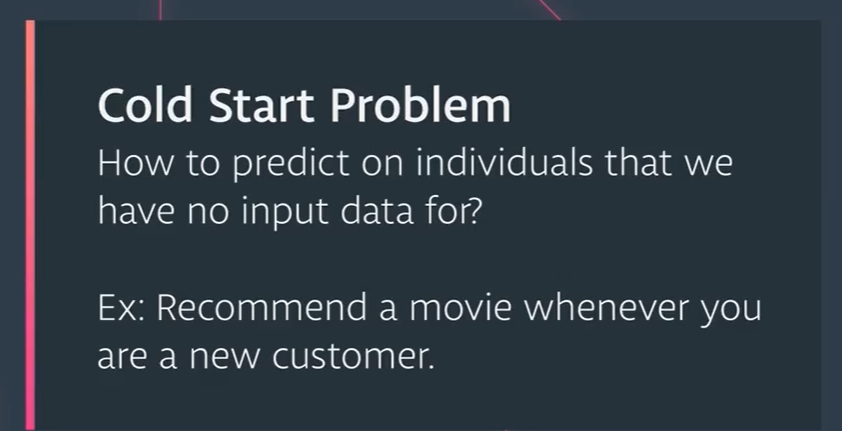 Cold Start Problem
How to predict on individuals that we
have no input data for?
Ex: Recommend a movie whenever you
are a new customer.